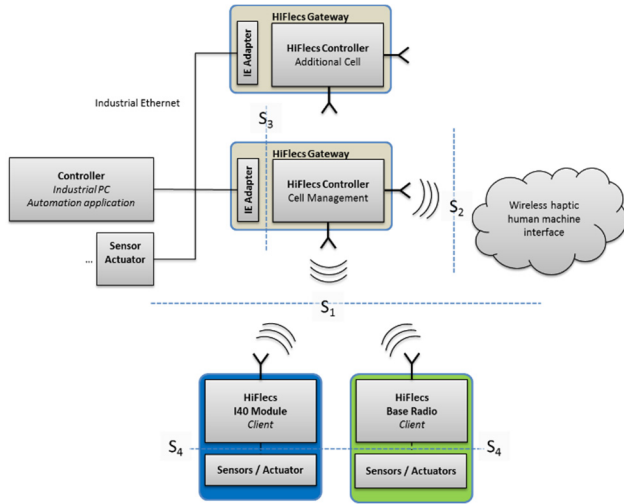 HiFlecs Gateway
IE Adapter
HiFlecs Controller
Additional Cell
Industrial Ethernet
S3
HiFlecs Gateway
Controller
Industrial PC
Automation application
IE Adapter
HiFlecs Controller
Cell Management
S2
Wireless haptic
human machine
interface
Sensor
Actuator
...
S1
HiFlecs
I40 Module
Client
HiFlecs
Base Radio
Client
S4
S4
Sensors / Actuator
Sensors / Actuators